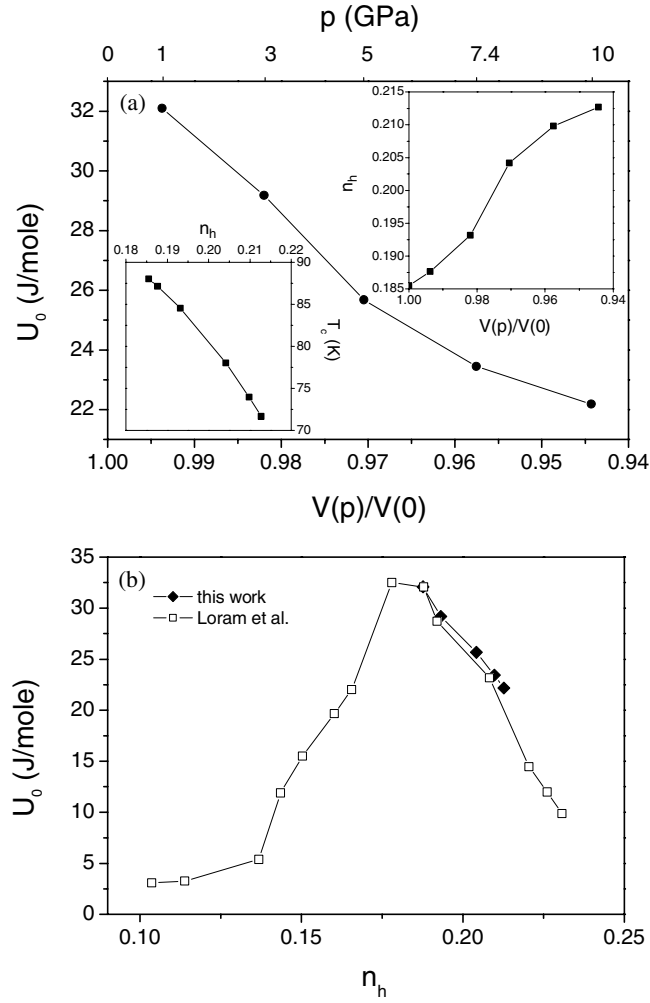 p (GPa)
0 1 3 5 7.4 10
(a)
U₀ (J/mole)
32
30
28
26
24
22
n_h
0.215
0.210
0.205
0.200
0.195
0.190
0.185
1.00 0.98 0.96 0.94
V(p)/V(0)
n_h
0.18 0.19 0.20 0.21 0.22
90
85
80
75
70
T_c (K)
1.00 0.99 0.98 0.97 0.96 0.95 0.94
V(p)/V(0)
(b)
this work
Loram et al.
U₀ (J/mole)
35
30
25
20
15
10
5
0
0.10 0.15 0.20 0.25
n_h